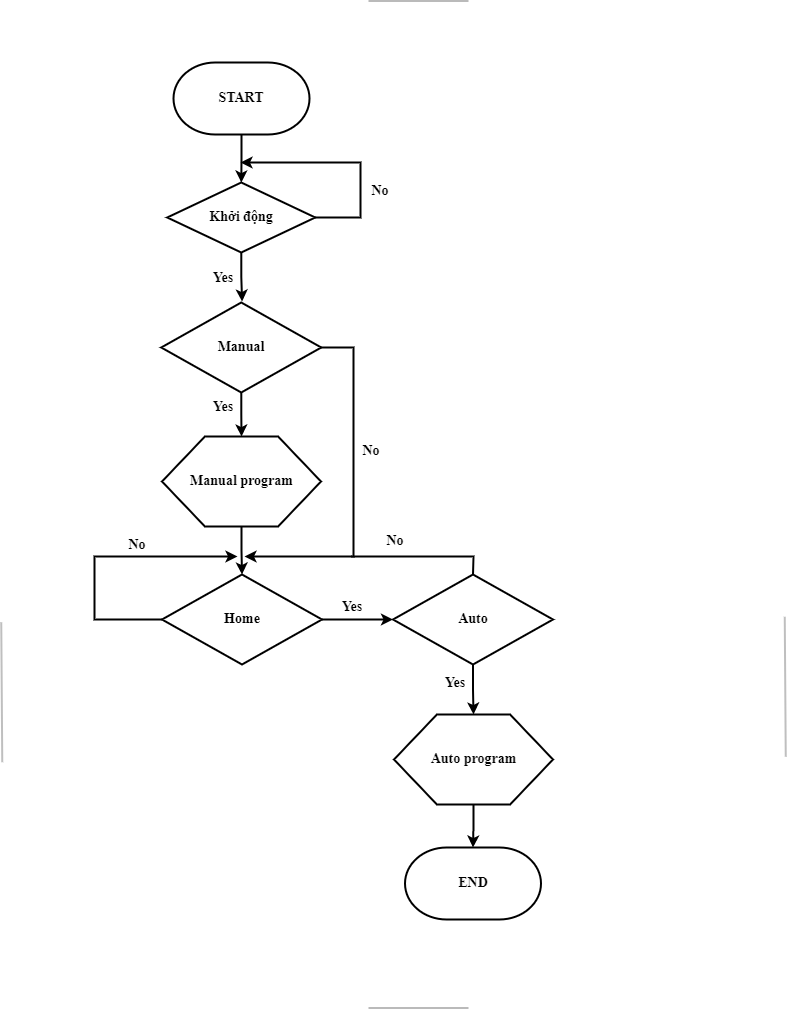 START
No
Khởi động
Yes
Manual
Yes
No
Manual program
No
No
Home
Yes
Auto
Yes
Auto program
END